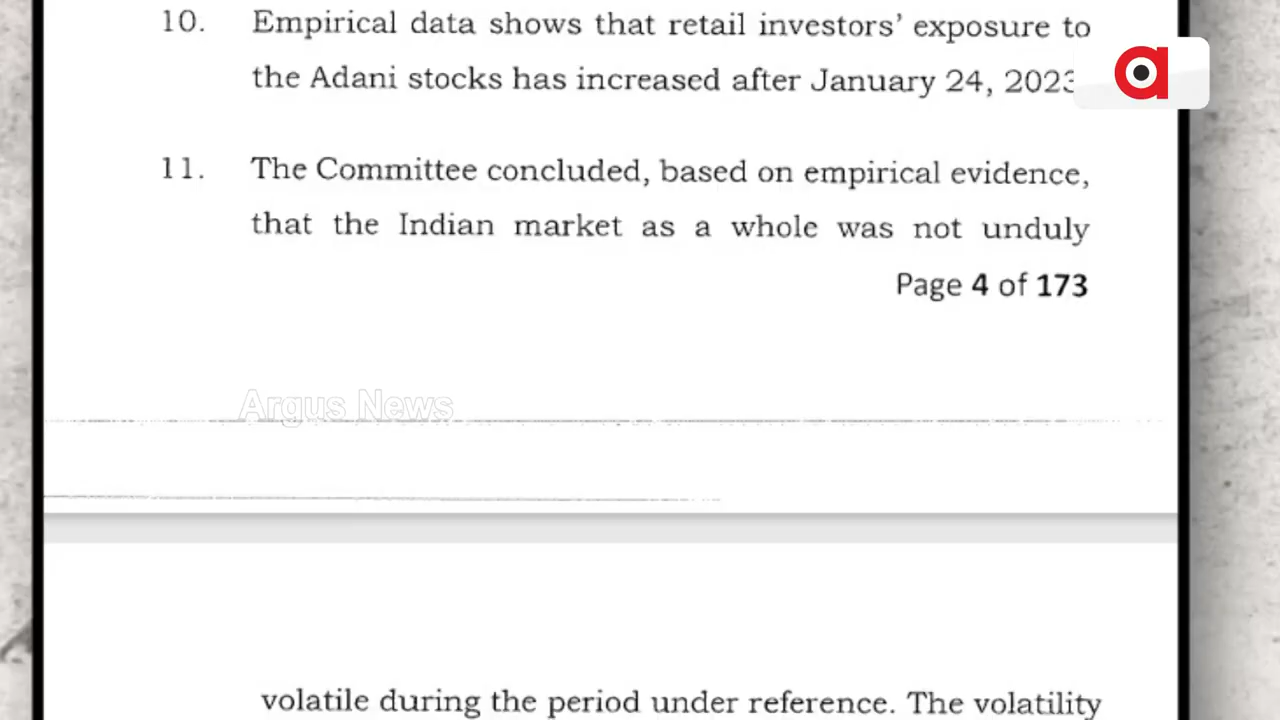 10. Empirical data shows that retail investors’ exposure to
the Adani stocks has increased after January 24, 2023
11. The Committee concluded, based on empirical evidence,
that the Indian market as a whole was not unduly
Page 4 of 173
Argus News
volatile during the period under reference. The volatility